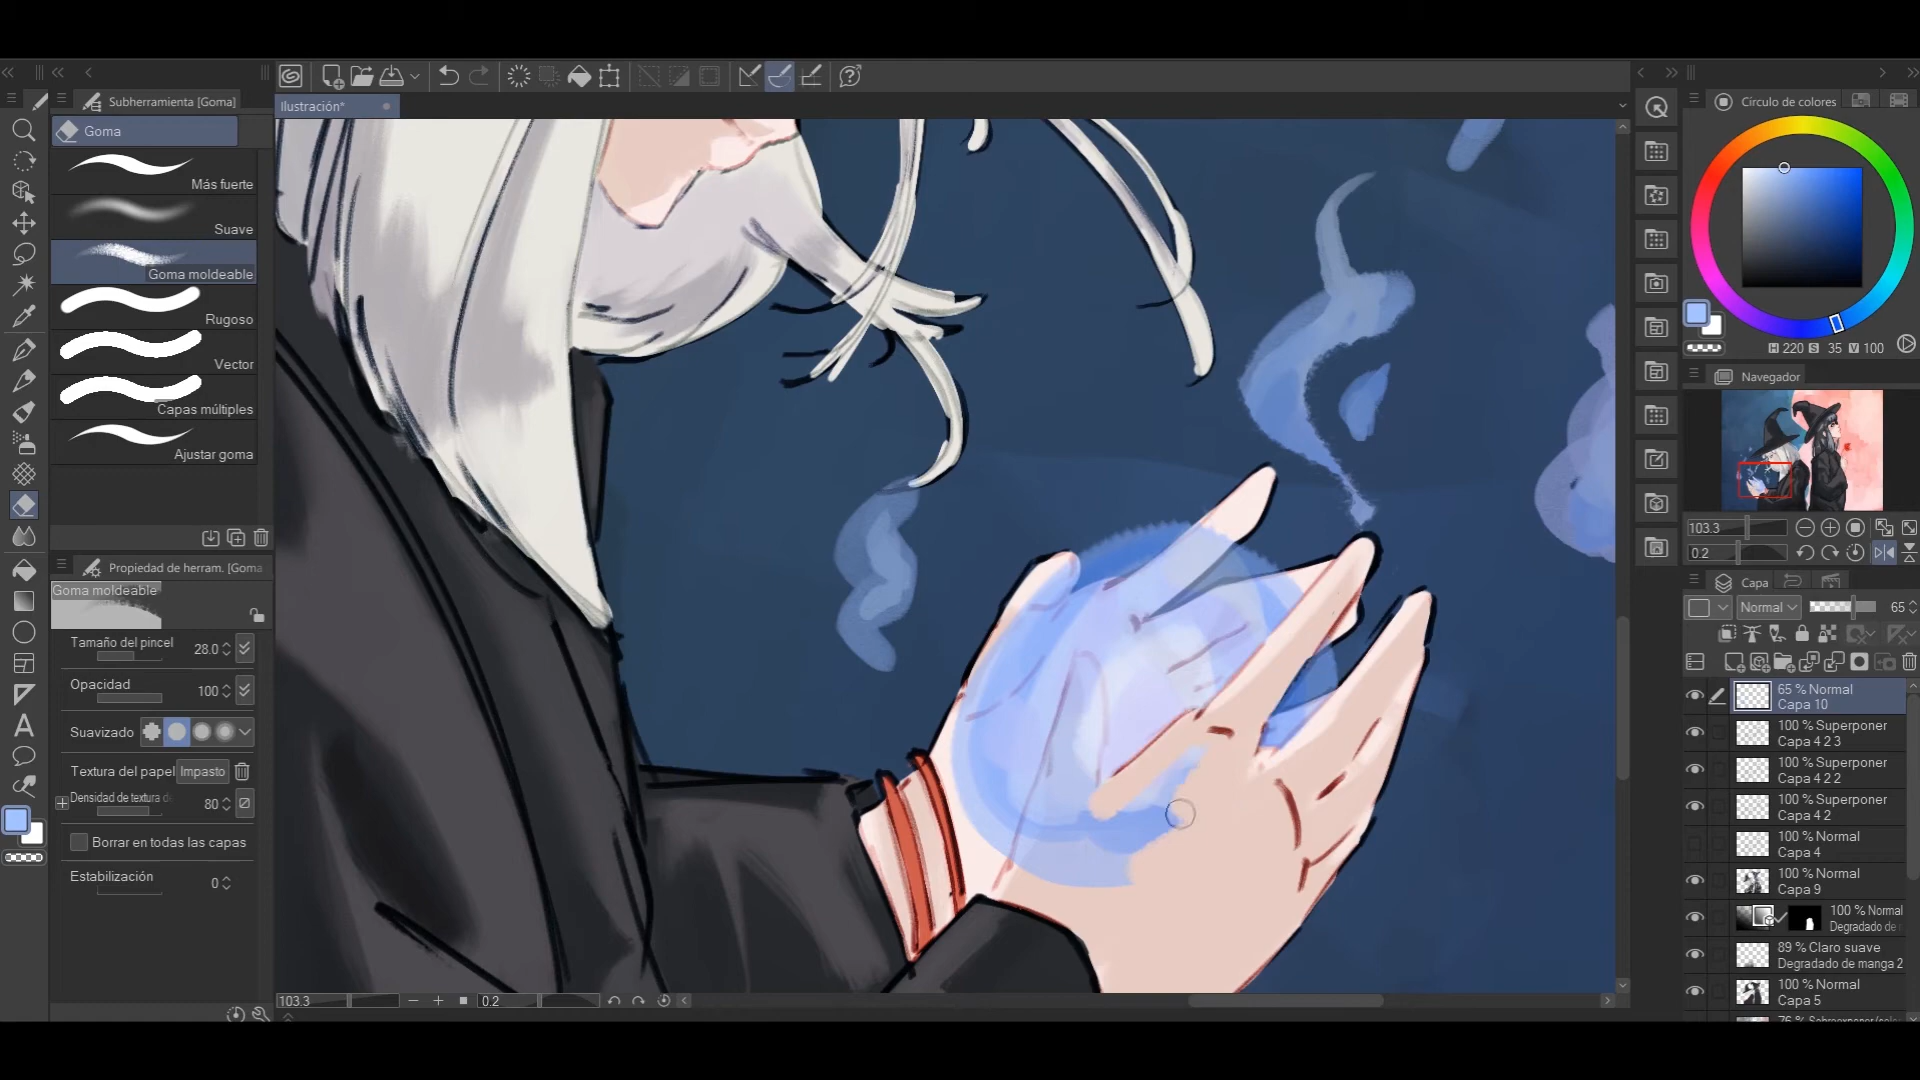 Subherramienta [Goma]
Goma
Más fuerte
Suave
Goma moldeable
Rugoso
Vector
Capas múltiples
Ajustar goma
Propiedad de herram. [Goma
Goma moldeable
Tamaño del pincel 28.0
Opacidad 100
Suavizado
Textura del papel Impasto
Densidad de textura d 80
Borrar en todas las capas
Estabilización 0
Ilustración*
103.3
0.2
Círculo de colores
H 220 S 35 V 100
Navegador
103.3
0.2
Capa
Normal 65
65 % Normal
Capa 10
100 % Superponer
Capa 4 2 3
100 % Superponer
Capa 4 2 2
100 % Superponer
Capa 4 2
100 % Normal
Capa 4
100 % Normal
Capa 9
100 % Normal
Degradado de
89 % Claro suave
Degradado de manga 2
100 % Normal
Capa 5